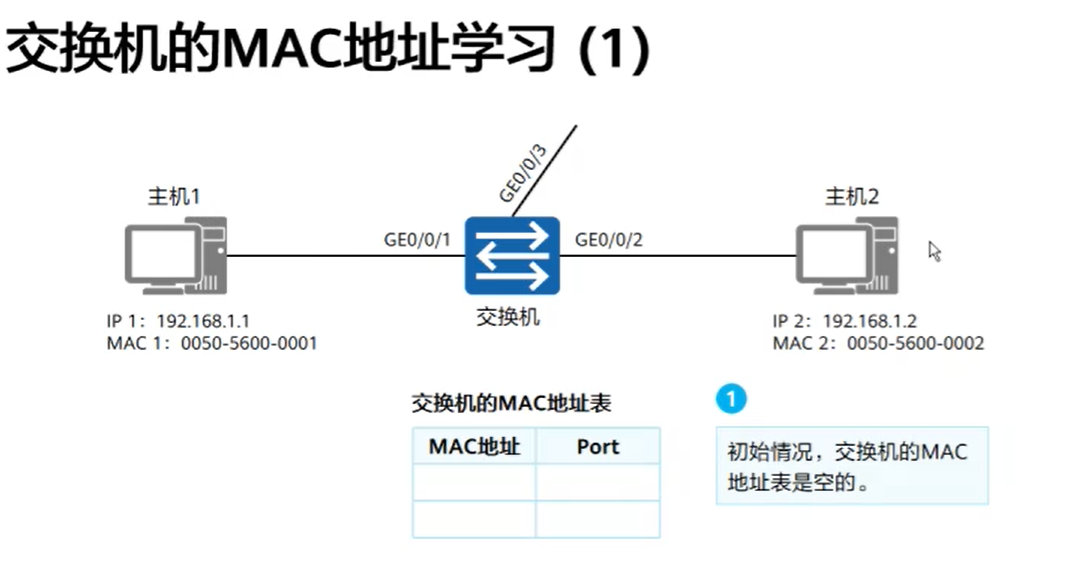 交换机的MAC地址学习 (1)
GE0/0/3
主机1
主机2
GE0/0/1
GE0/0/2
交换机
IP 1：192.168.1.1
MAC 1：0050-5600-0001
IP 2：192.168.1.2
MAC 2：0050-5600-0002
交换机的MAC地址表
MAC地址 Port
1
初始情况，交换机的MAC
地址表是空的。